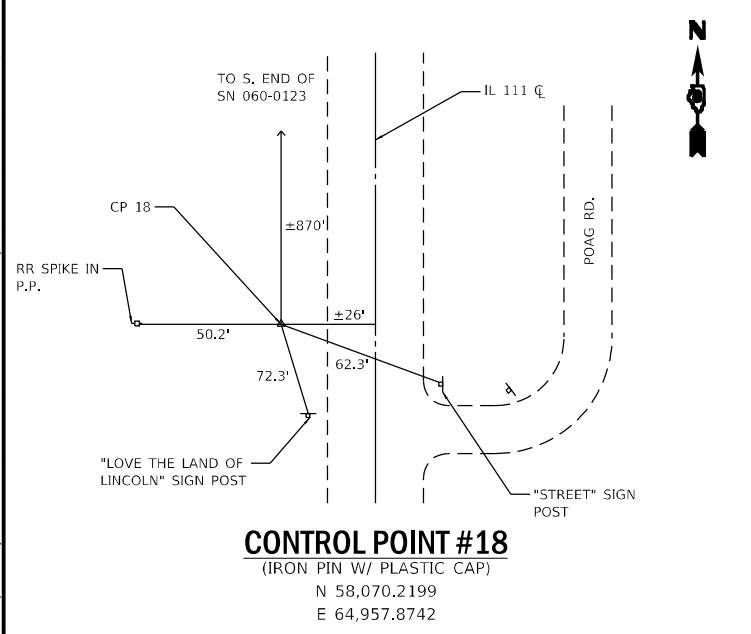 N
TO S. END OF
SN 060-0123
IL 111 ℄
POAG RD.
CP 18
±870'
RR SPIKE IN
P.P.
±26'
50.2'
62.3'
72.3'
"LOVE THE LAND OF
LINCOLN" SIGN POST
"STREET" SIGN
POST
CONTROL POINT #18
(IRON PIN W/ PLASTIC CAP)
N 58,070.2199
E 64,957.8742